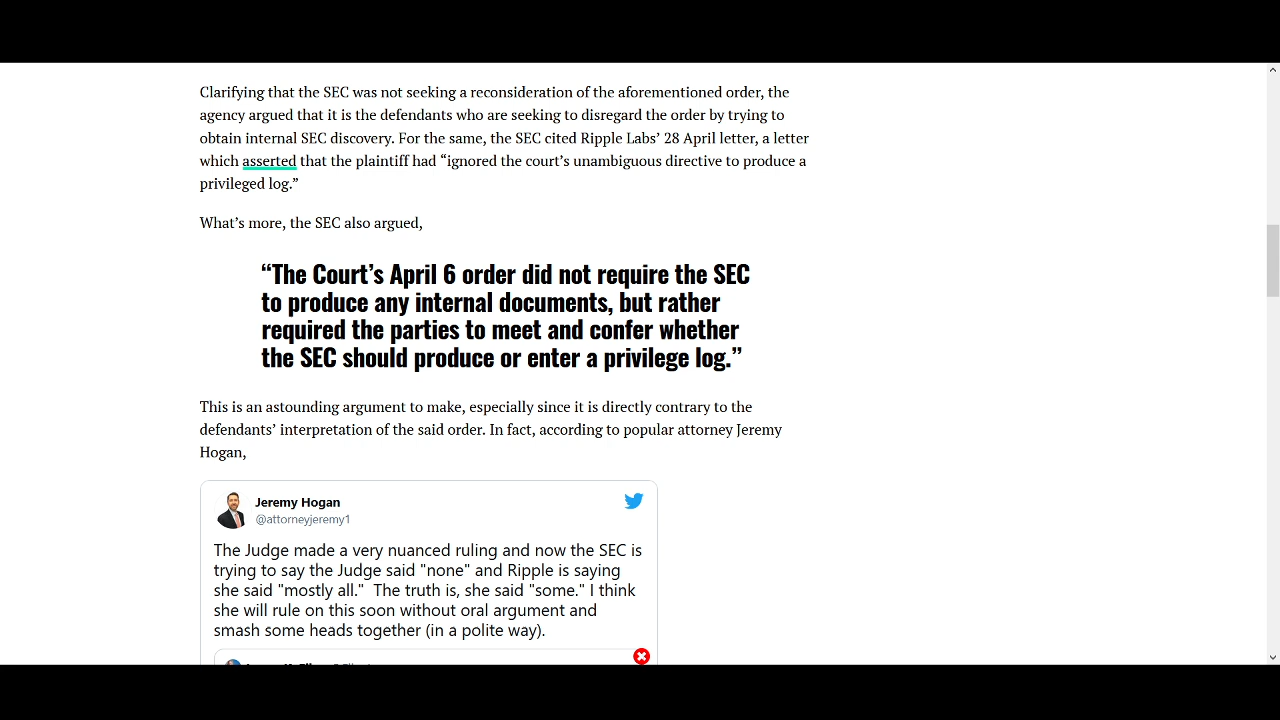 Clarifying that the SEC was not seeking a reconsideration of the aforementioned order, the
agency argued that it is the defendants who are seeking to disregard the order by trying to
obtain internal SEC discovery. For the same, the SEC cited Ripple Labs’ 28 April letter, a letter
which asserted that the plaintiff had “ignored the court’s unambiguous directive to produce a
privileged log.”
What’s more, the SEC also argued,
“The Court’s April 6 order did not require the SEC
to produce any internal documents, but rather
required the parties to meet and confer whether
the SEC should produce or enter a privilege log.”
This is an astounding argument to make, especially since it is directly contrary to the
defendants’ interpretation of the said order. In fact, according to popular attorney Jeremy
Hogan,
Jeremy Hogan
@attorneyjeremy1
The Judge made a very nuanced ruling and now the SEC is
trying to say the Judge said "none" and Ripple is saying
she said "mostly all."  The truth is, she said "some." I think
she will rule on this soon without oral argument and
smash some heads together (in a polite way).